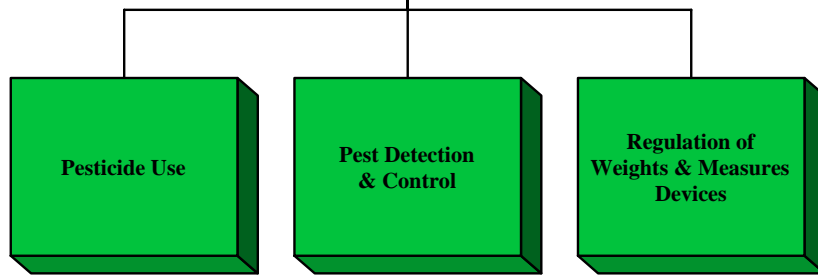 Pesticide Use
Pest Detection
& Control
Regulation of
Weights & Measures
Devices